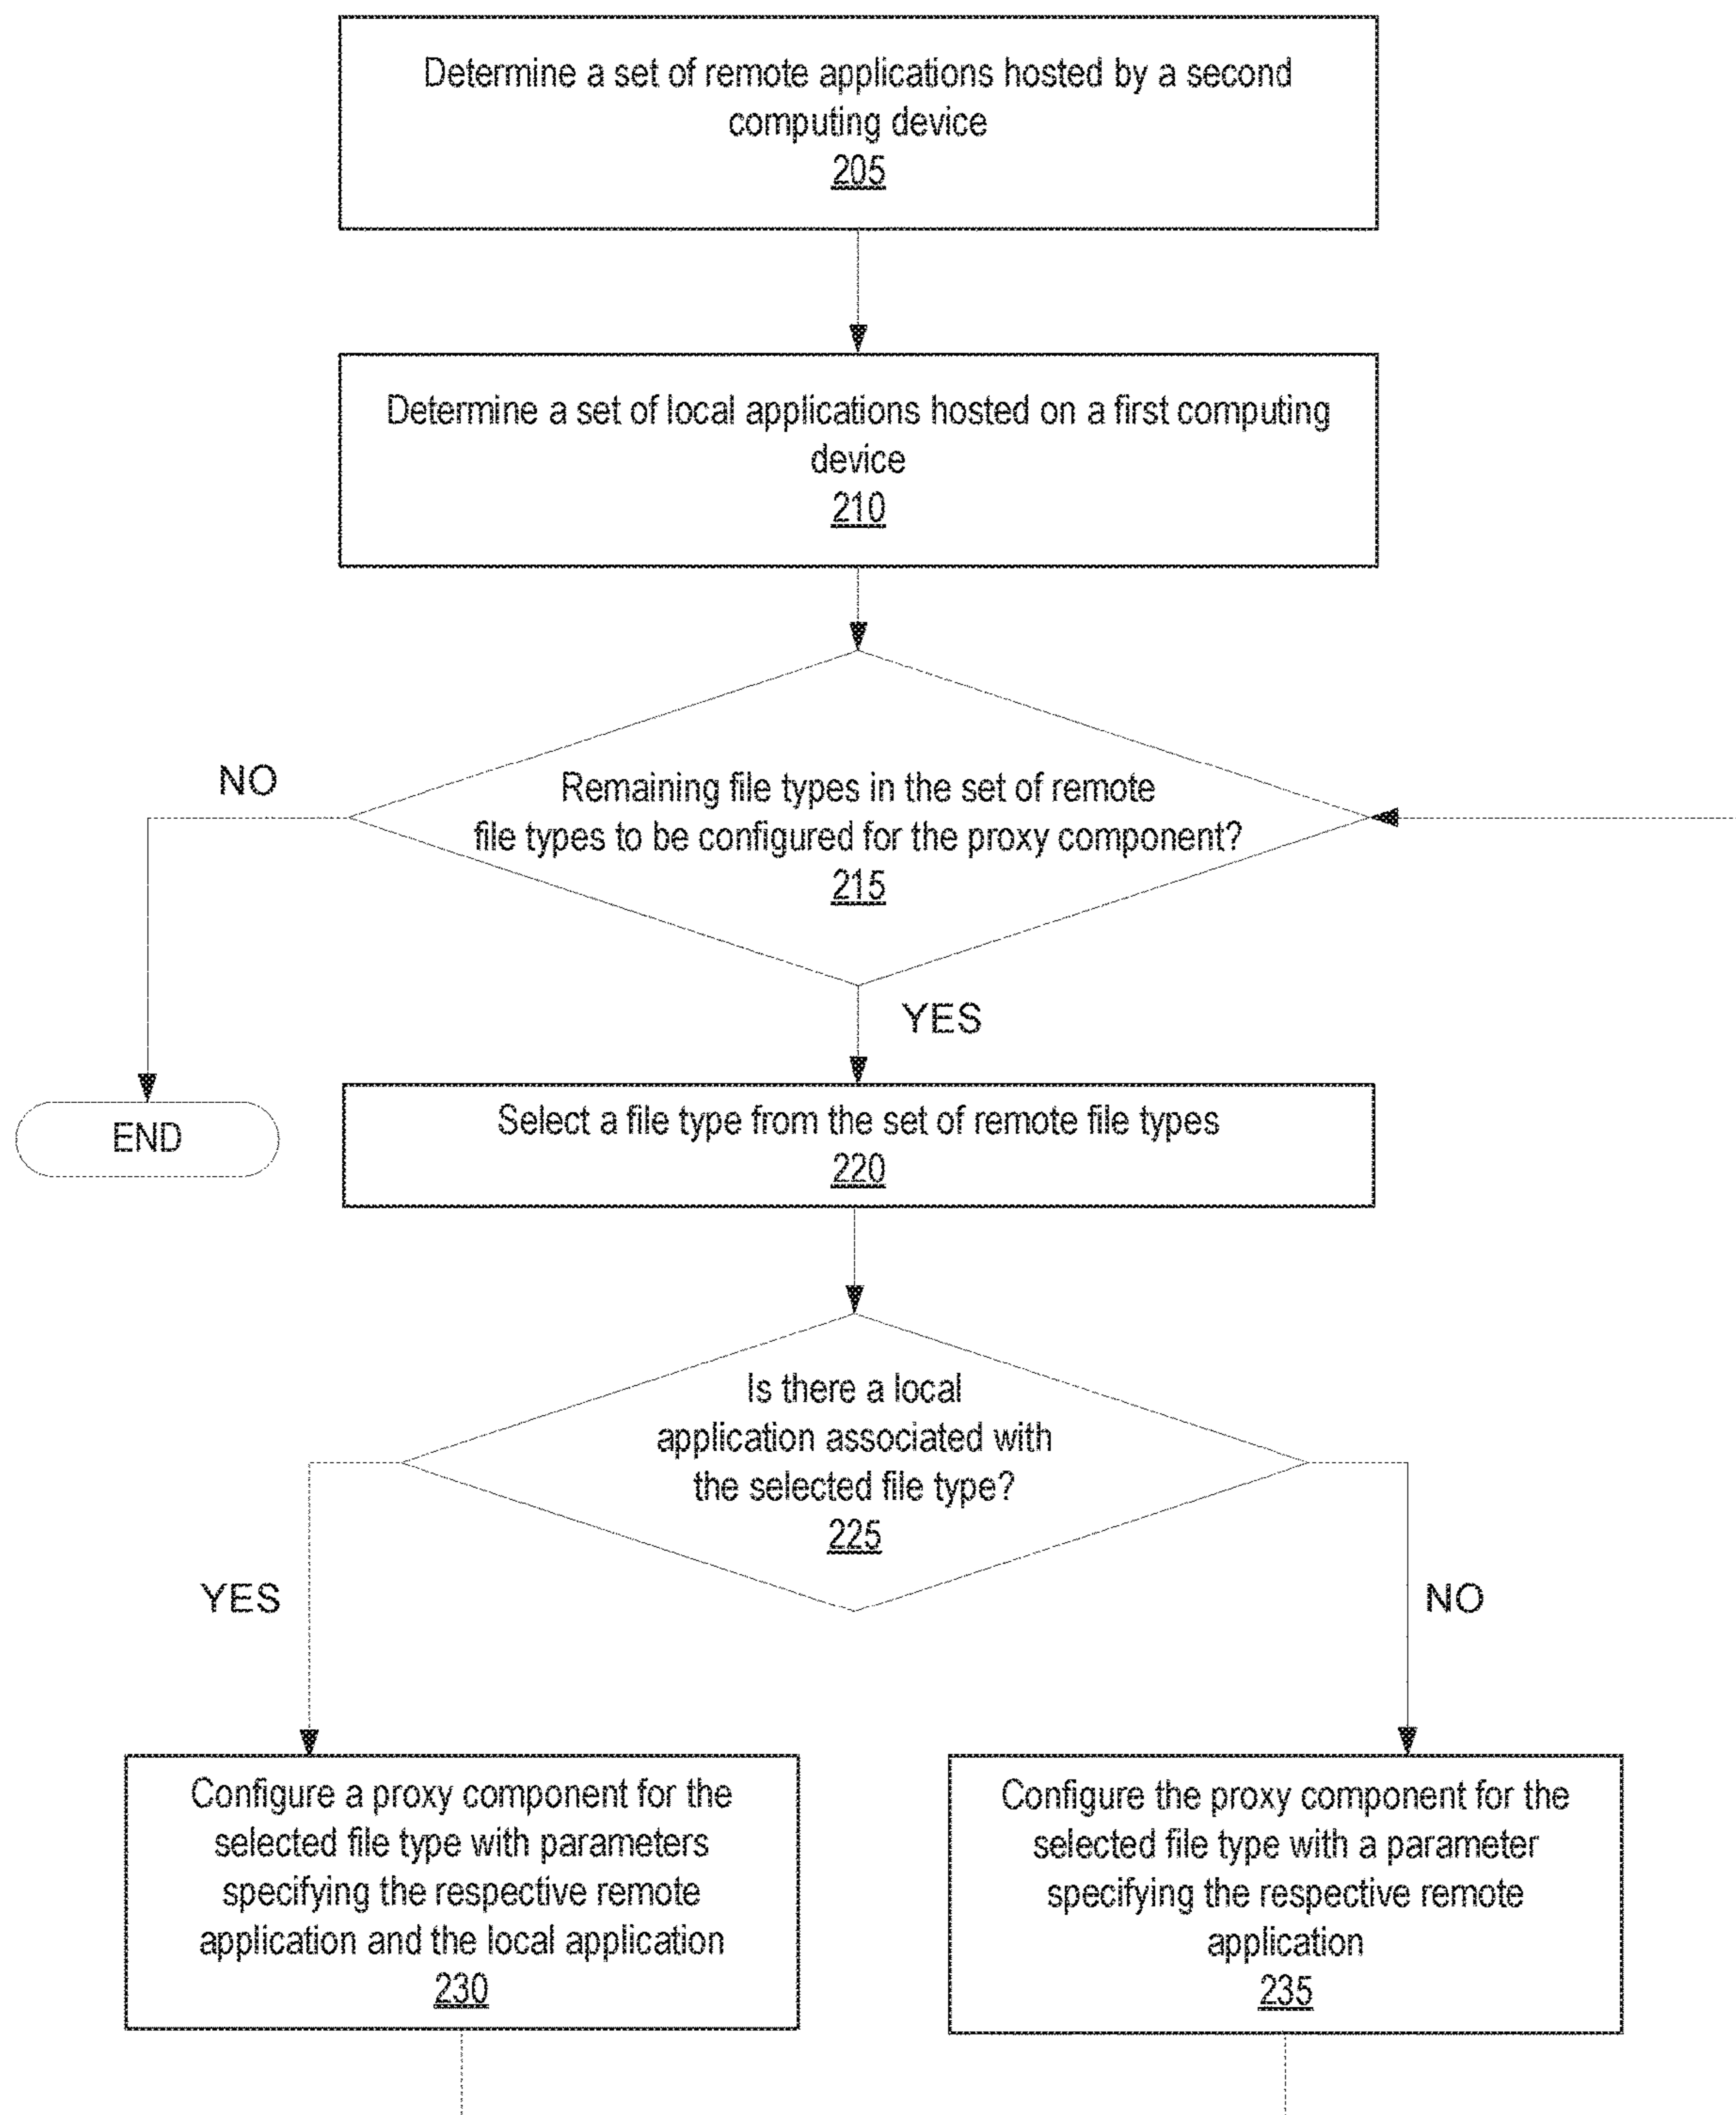 Determine a set of remote applications hosted by a second
computing device
205
Determine a set of local applications hosted on a first computing
device
210
NO
Remaining file types in the set of remote
file types to be configured for the proxy component?
215
YES
END
Select a file type from the set of remote file types
220
Is there a local
application associated with
the selected file type?
225
YES
NO
Configure a proxy component for the
selected file type with parameters
specifying the respective remote
application and the local application
230
Configure the proxy component for the
selected file type with a parameter
specifying the respective remote
application
235